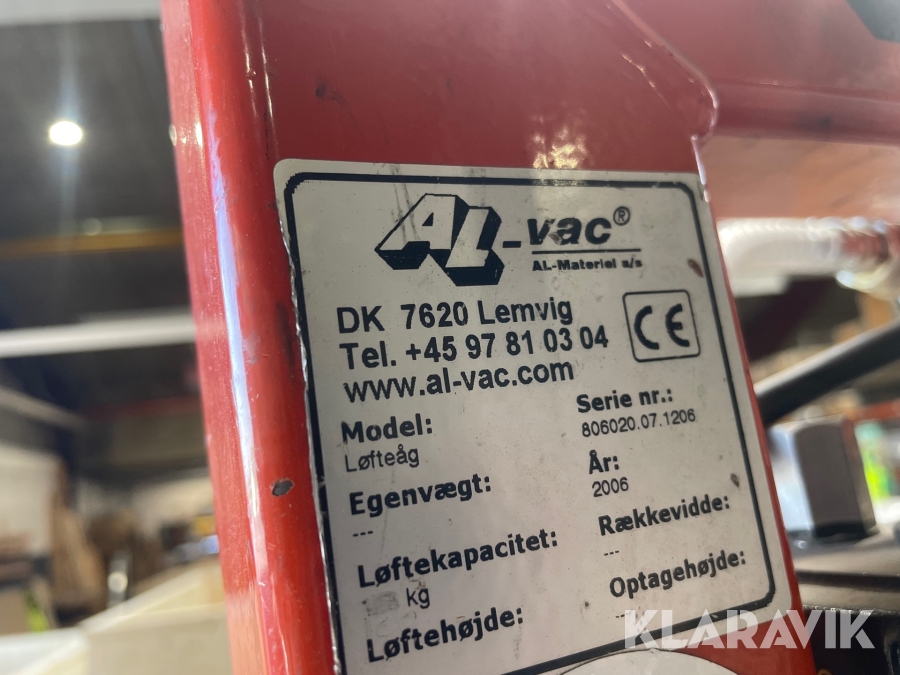 AL-vac®
AL-Materiel a/s
DK 7620 Lemvig
Tel. +45 97 81 03 04
www.al-vac.com
CE
Model:
Løfteåg
Serie nr.:
806020.07.1206
Egenvægt:
---
År:
2006
Løftekapacitet:
kg
Rækkevidde:
---
Løftehøjde:
Optagehøjde:
KLARAVIK